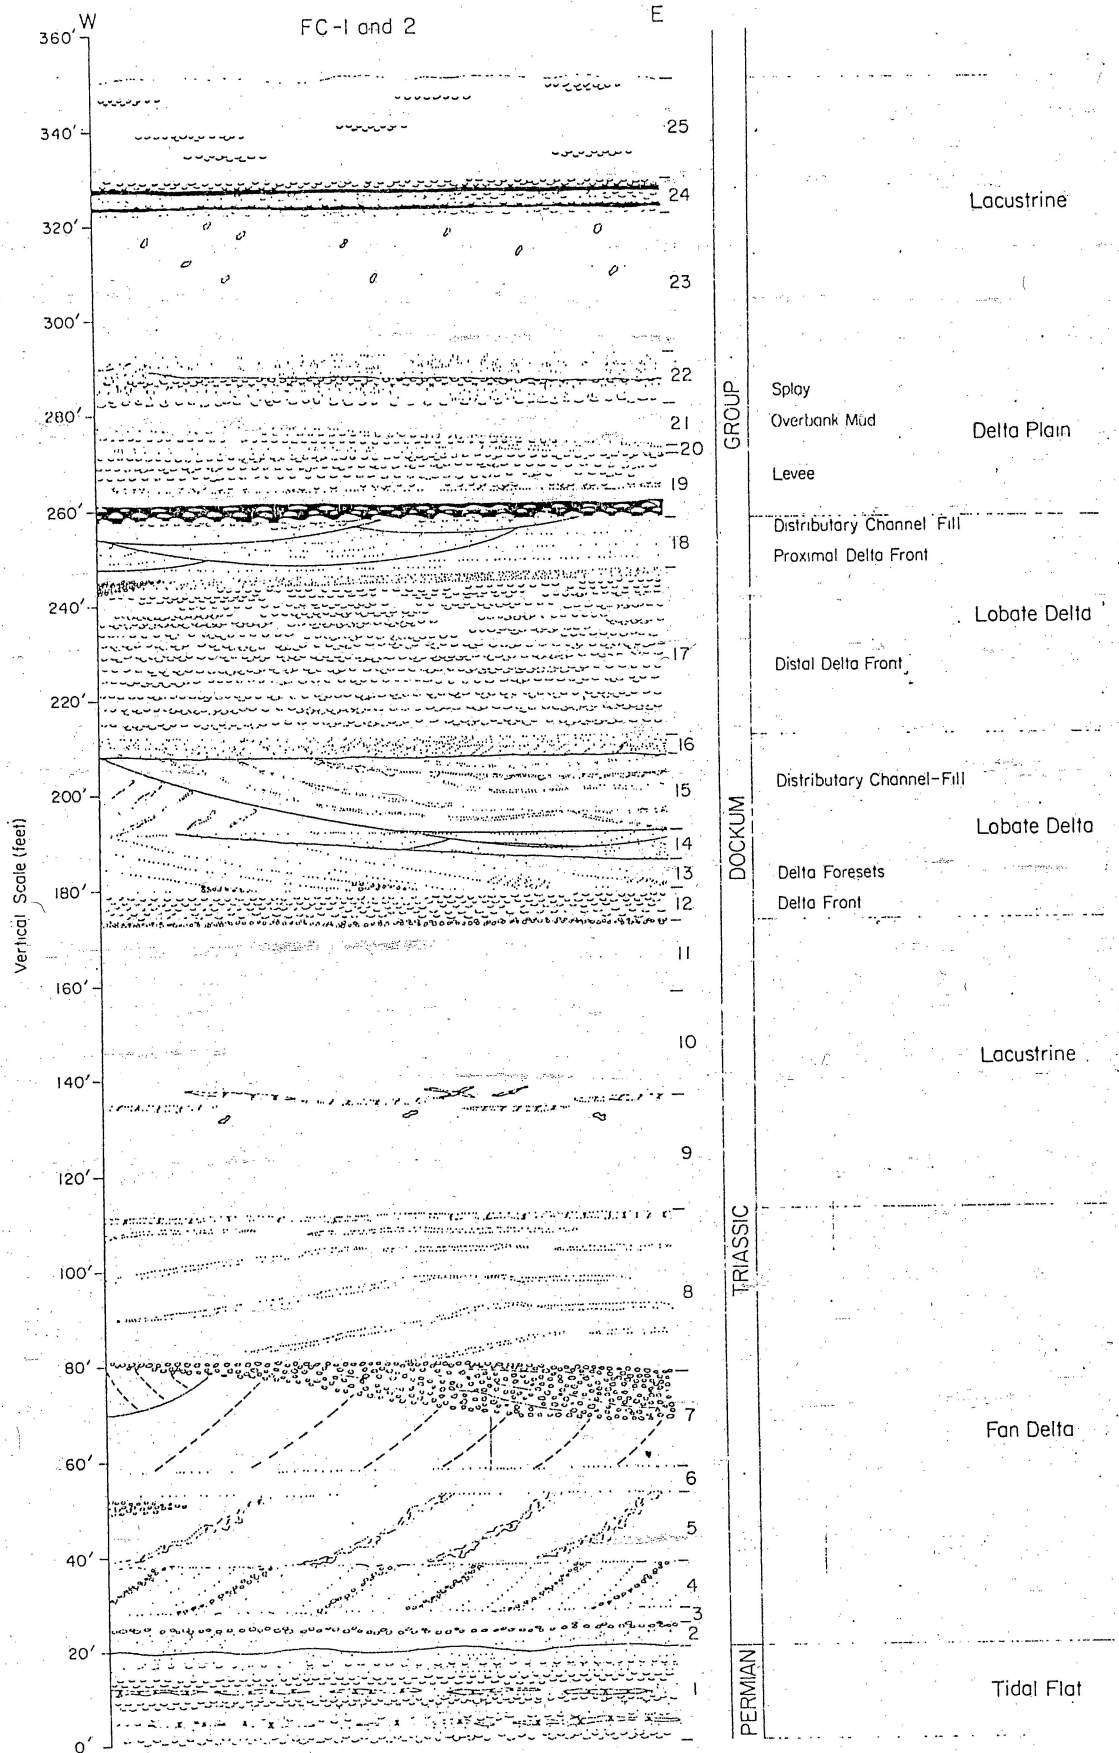 W
FC-1 and 2
E
360'
340'
25
24
Lacustrine
320'
23
300'
22
Splay
280'
21
Overbank Mud
Delta Plain
20
19
Levee
260'
Distributary Channel Fill
18
Proximal Delta Front
240'
Lobate Delta
17
Distal Delta Front
220'
16
200'
15
Distributary Channel-Fill
Lobate Delta
14
13
Delta Foresets
180'
12
Delta Front
11
160'
10
Lacustrine
140'
9
120'
100'
8
80'
7
Fan Delta
60'
6
5
40'
4
3
2
20'
1
Tidal Flat
0'
Vertical Scale (feet)
GROUP
DOCKUM
TRIASSIC
PERMIAN